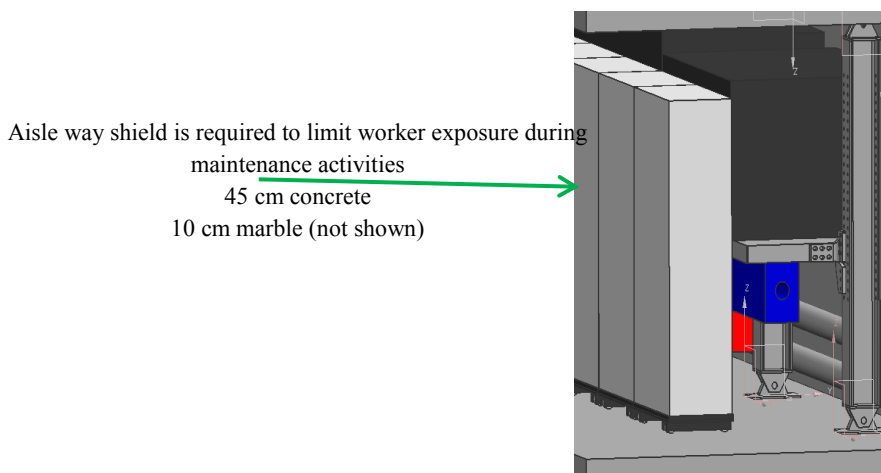 Aisle way shield is required to limit worker exposure during
maintenance activities
45 cm concrete
10 cm marble (not shown)
Z
Z